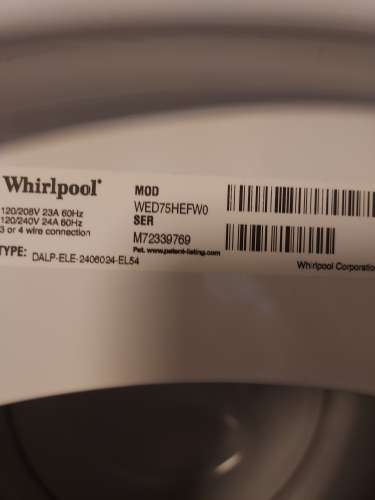 Whirlpool
120/208V 23A 60Hz
120/240V 24A 60Hz
3 or 4 wire connection
TYPE: DALP-ELE-2406024-EL54
MOD
WED75HEFW0
SER
M72339769
Pat. www.patent-listing.com
Whirlpool Corporation